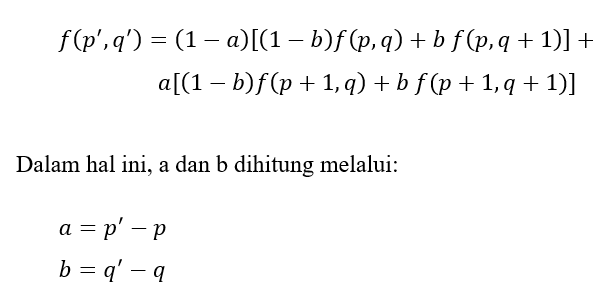 f(p′, q′) = (1 − a)[(1 − b)f(p, q) + b f(p, q + 1)] +
a[(1 − b)f(p + 1, q) + b f(p + 1, q + 1)]
Dalam hal ini, a dan b dihitung melalui:
a = p′ − p
b = q′ − q